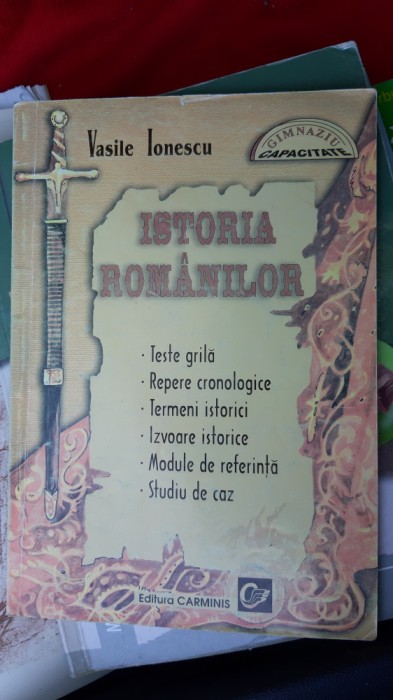 Vasile Ionescu
GIMNAZIU
CAPACITATE
ISTORIA
ROMÂNILOR
· Teste grilă
· Repere cronologice
· Termeni istorici
· Izvoare istorice
· Module de referință
· Studiu de caz
Editura CARMINIS